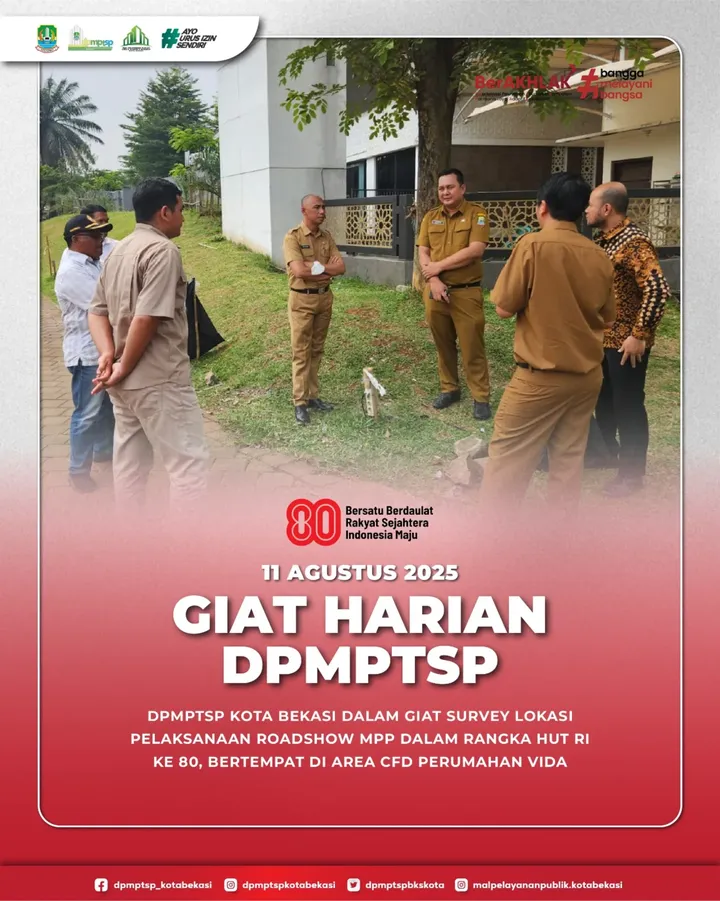 dpmptsp
#AYO
URUS IZIN
SENDIRI
BerAKHLAK
#bangga
melayani
bangsa
80
Bersatu Berdaulat
Rakyat Sejahtera
Indonesia Maju
11 AGUSTUS 2025
GIAT HARIAN
DPMPTSP
DPMPTSP KOTA BEKASI DALAM GIAT SURVEY LOKASI
PELAKSANAAN ROADSHOW MPP DALAM RANGKA HUT RI
KE 80, BERTEMPAT DI AREA CFD PERUMAHAN VIDA
dpmptsp_kotabekasi
dpmptspkotabekasi
dpmptspbkskota
malpelayananpublik.kotabekasi